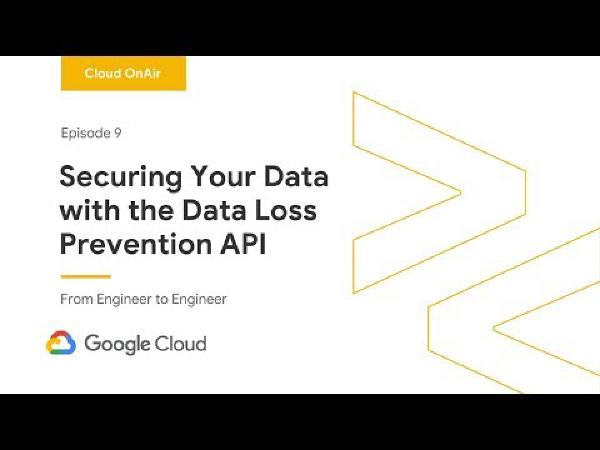 Cloud OnAir
Episode 9
Securing Your Data
with the Data Loss
Prevention API
From Engineer to Engineer
Google Cloud